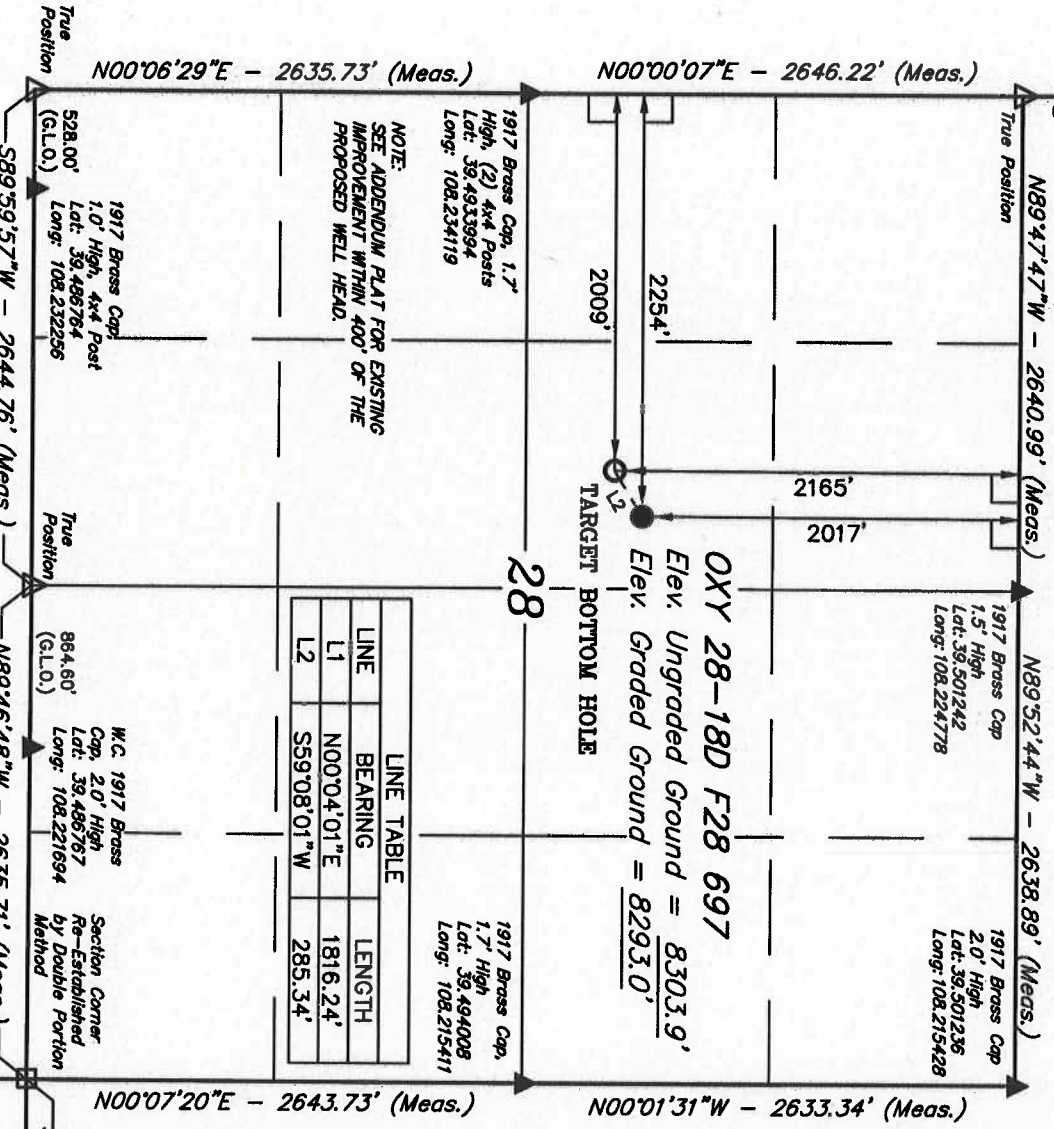 N00°06'29"E - 2635.73' (Meas.)
N00°00'07"E - 2646.22' (Meas.)
True
Position
528.00'
(G.L.O.)
S89°59'57"W - 2644.76' (Meas.)
1917 Brass Cap,
1.0' High, 4x4 Post
Lat: 39.486764
Long: 108.232256
NOTE:
SEE ADDENDUM PLAT FOR EXISTING
IMPROVEMENT WITHIN 400' OF THE
PROPOSED WELL HEAD.
1917 Brass Cap, 1.7'
High, (2) 4x4 Posts
Lat: 39.4933994
Long: 108.234119
True Position
N89°47'47"W - 2640.99' (Meas.)
2009'
2254'
2165'
2017'
L2
TARGET BOTTOM HOLE
OXY 28-18D F28 697
Elev. Ungraded Ground = 8303.9'
Elev. Graded Ground = 8293.0'
28
1917 Brass Cap
1.5' High
Lat: 39.501242
Long: 108.224778
N89°52'44"W - 2638.89' (Meas.)
1917 Brass Cap
2.0' High
Lat: 39.501236
Long: 108.215428
LINE TABLE
LINE BEARING LENGTH
L1 N00°04'01"E 1816.24'
L2 S59°08'01"W 285.34'
1917 Brass Cap,
1.7' High
Lat: 39.494008
Long: 108.215411
True
Position
864.60'
(G.L.O.)
N89°46'48"W - 2635.71' (Meas.)
W.C. 1917 Brass
Cap, 2.0' High
Lat: 39.486767
Long: 108.221694
Section Corner
Re-Established
by Double Portion
Method
N00°07'20"E - 2643.73' (Meas.)
N00°01'31"W - 2633.34' (Meas.)